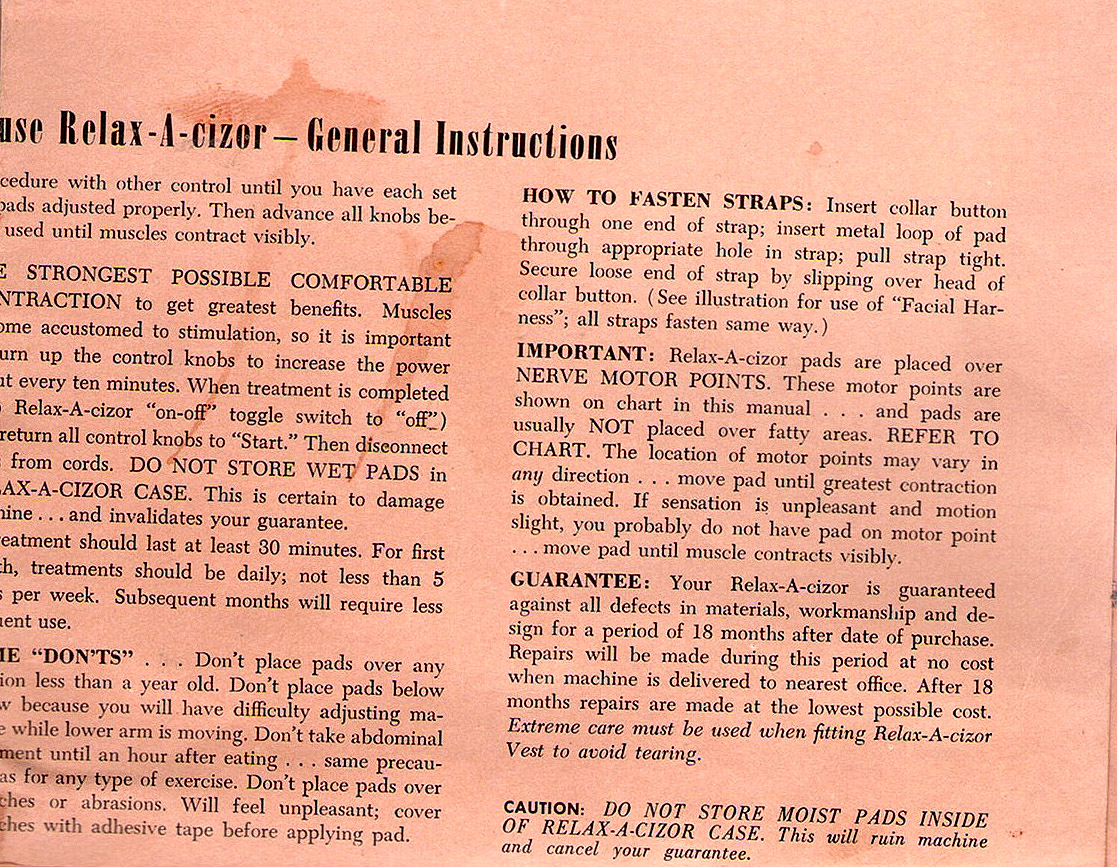 use Relax-A-cizor — General Instructions
cedure with other control until you have each set
pads adjusted properly. Then advance all knobs be-
used until muscles contract visibly.
E STRONGEST POSSIBLE COMFORTABLE
NTRACTION to get greatest benefits. Muscles
ome accustomed to stimulation, so it is important
urn up the control knobs to increase the power
ut every ten minutes. When treatment is completed
Relax-A-cizor “on-off” toggle switch to “off”)
return all control knobs to “Start.” Then disconnect
from cords. DO NOT STORE WET PADS in
LAX-A-CIZOR CASE. This is certain to damage
hine . . . and invalidates your guarantee.
eatment should last at least 30 minutes. For first
th, treatments should be daily; not less than 5
s per week. Subsequent months will require less
uent use.
ME “DON'TS” . . . Don't place pads over any
ion less than a year old. Don't place pads below
w because you will have difficulty adjusting ma-
e while lower arm is moving. Don't take abdominal
ment until an hour after eating . . . same precau-
as for any type of exercise. Don't place pads over
ches or abrasions. Will feel unpleasant; cover
ches with adhesive tape before applying pad.
HOW TO FASTEN STRAPS: Insert collar button
through one end of strap; insert metal loop of pad
through appropriate hole in strap; pull strap tight.
Secure loose end of strap by slipping over head of
collar button. (See illustration for use of “Facial Har-
ness”; all straps fasten same way.)
IMPORTANT: Relax-A-cizor pads are placed over
NERVE MOTOR POINTS. These motor points are
shown on chart in this manual . . . and pads are
usually NOT placed over fatty areas. REFER TO
CHART. The location of motor points may vary in
any direction . . . move pad until greatest contraction
is obtained. If sensation is unpleasant and motion
slight, you probably do not have pad on motor point
. . . move pad until muscle contracts visibly.
GUARANTEE: Your Relax-A-cizor is guaranteed
against all defects in materials, workmanship and de-
sign for a period of 18 months after date of purchase.
Repairs will be made during this period at no cost
when machine is delivered to nearest office. After 18
months repairs are made at the lowest possible cost.
Extreme care must be used when fitting Relax-A-cizor
Vest to avoid tearing.
CAUTION: DO NOT STORE MOIST PADS INSIDE
OF RELAX-A-CIZOR CASE. This will ruin machine
and cancel your guarantee.